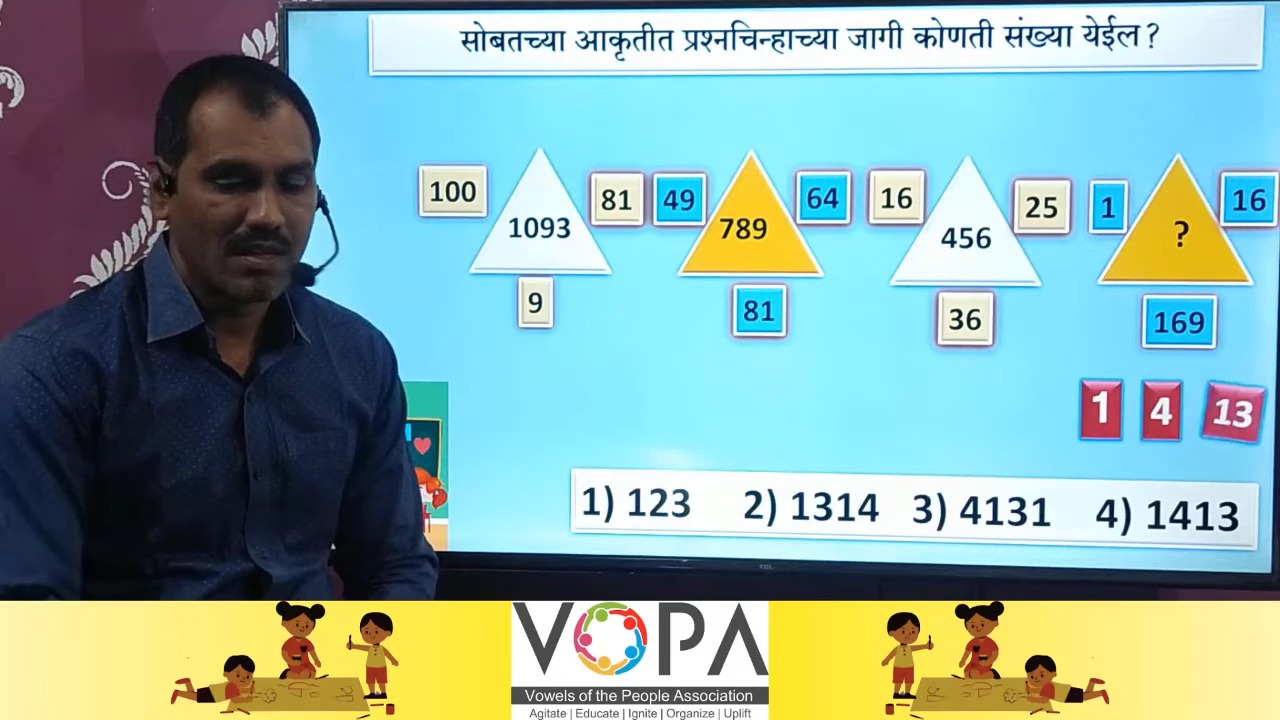 सोबतच्या आकृतीत प्रश्नचिन्हाच्या जागी कोणती संख्या येईल ?
100 1093 81 49 789 64 16 456 25 1 ? 16
9 81 36 169
1 4 13
1) 123 2) 1314 3) 4131 4) 1413
TCL
VOPA
Vowels of the People Association
Agitate | Educate | Ignite | Organize | Uplift